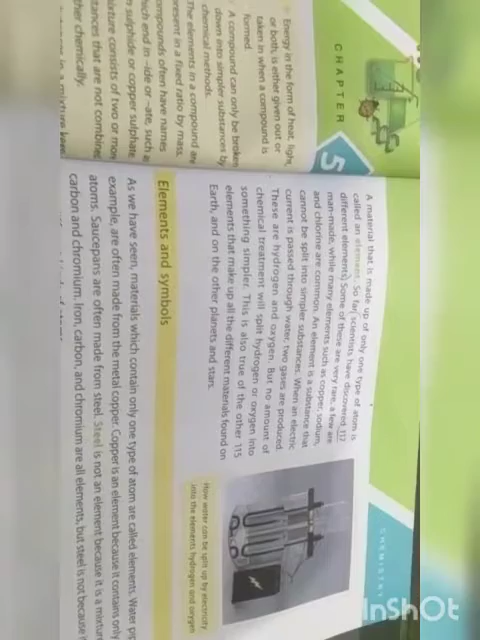 CHAPTER
5
Energy in the form of heat, light,
or both, is either given out or
taken in when a compound is
formed.
A compound can only be broken
down into simpler substances by
chemical methods.
The elements in a compound are
present in a fixed ratio by mass.
ompounds often have names
hich end in –ide or –ate, such as
sulphide or copper sulphate
ixture consists of two or more
stances that are not combined
ther chemically.
in a mixture keep
CHEMISTRY
A material that is made up of only one type of atom is
called an element. So far, scientists have discovered 117
different elements. Some of these are very rare, a few are
man-made, while many elements such as copper, sodium,
and chlorine are common. An element is a substance that
cannot be split into simpler substances. When an electric
current is passed through water, two gases are produced.
These are hydrogen and oxygen. But no amount of
chemical treatment will split hydrogen or oxygen into
something simpler. This is also true of the other 115
elements that make up all the different materials found on
Earth, and on the other planets and stars.
How water can be split up by electricity
into the elements hydrogen and oxygen
Elements and symbols
As we have seen, materials which contain only one type of atom are called elements. Water pip
example, are often made from the metal copper. Copper is an element because it contains only
atoms. Saucepans are often made from steel. Steel is not an element because it is a mixture
carbon and chromium. Iron, carbon, and chromium are all elements, but steel is not because
InShOt